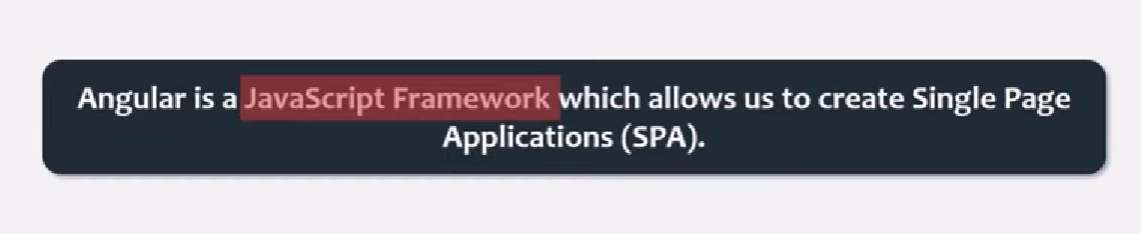 Angular is a JavaScript Framework which allows us to create Single Page
Applications (SPA).